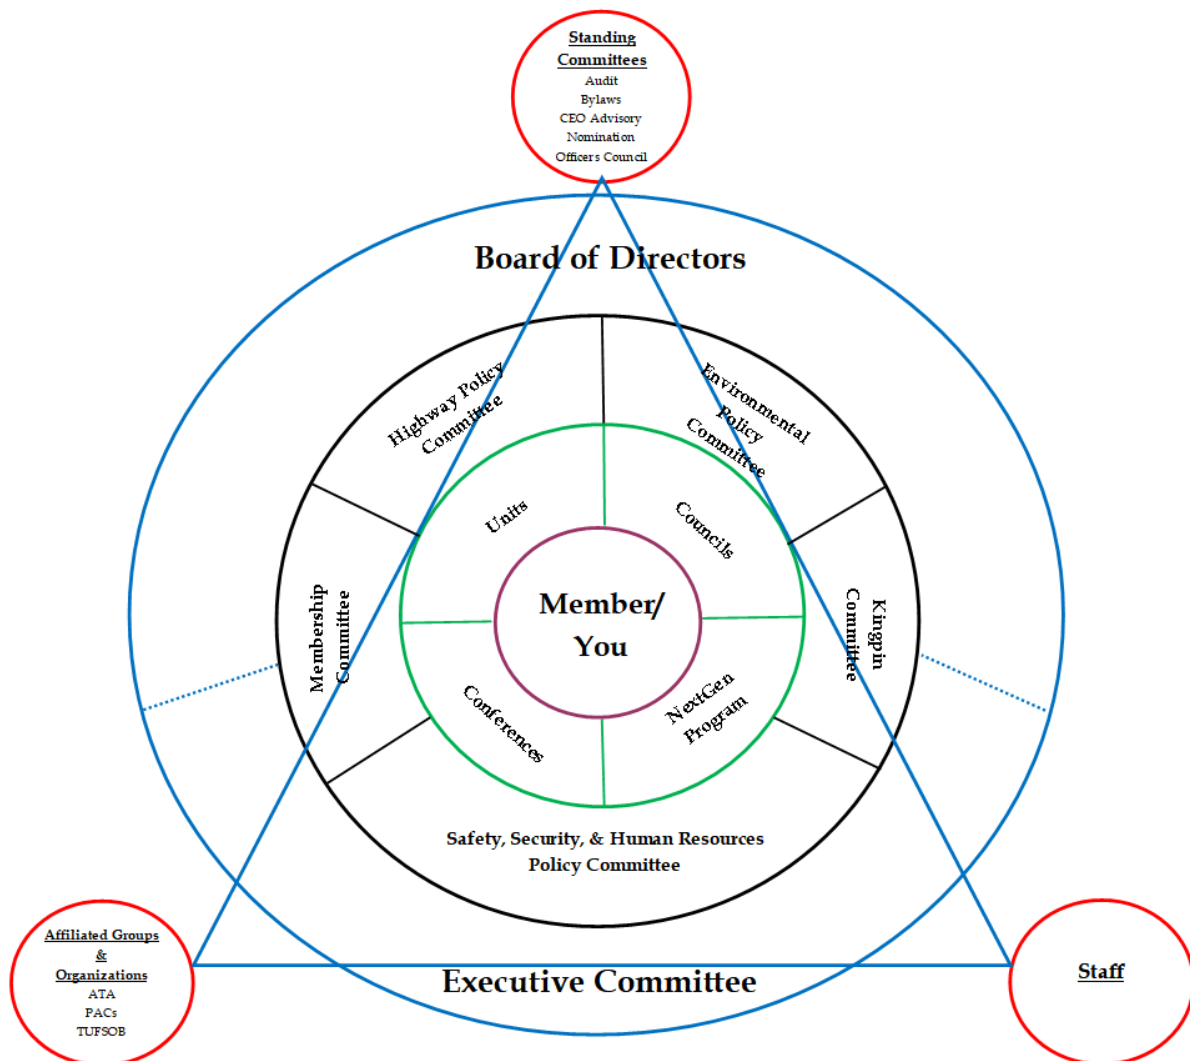 Standing
Committees
Audit
Bylaws
CEO Advisory
Nomination
Officers Council
Board of Directors
Highway Policy
Committee
Environmental
Policy
Committee
Units
Councils
Membership
Committee
Member/
You
Kingpin
Committee
Conferences
NextGen
Program
Safety, Security, & Human Resources
Policy Committee
Affiliated Groups
&
Organizations
ATA
PACs
TUFSOB
Executive Committee
Staff